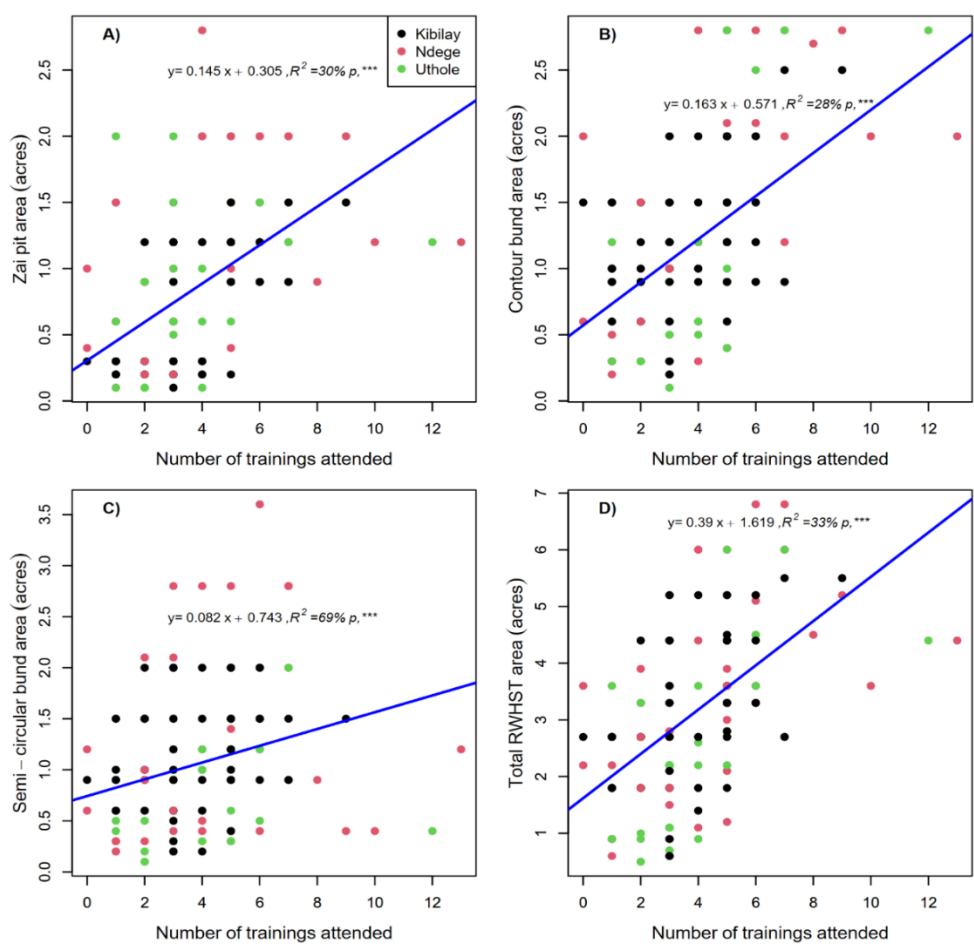 A)
Kibilay
Ndege
Uthole
y= 0.145 x + 0.305 ,R² =30% p,***
Zai pit area (acres)
0.0 0.5 1.0 1.5 2.0 2.5
0 2 4 6 8 10 12
Number of trainings attended
B)
y= 0.163 x + 0.571 ,R² =28% p,***
Contour bund area (acres)
0.0 0.5 1.0 1.5 2.0 2.5
0 2 4 6 8 10 12
Number of trainings attended
C)
y= 0.082 x + 0.743 ,R² =69% p,***
Semi – circular bund area (acres)
0.0 0.5 1.0 1.5 2.0 2.5 3.0 3.5
0 2 4 6 8 10 12
Number of trainings attended
D)
y= 0.39 x + 1.619 ,R² =33% p,***
Total RWHST area (acres)
1 2 3 4 5 6 7
0 2 4 6 8 10 12
Number of trainings attended